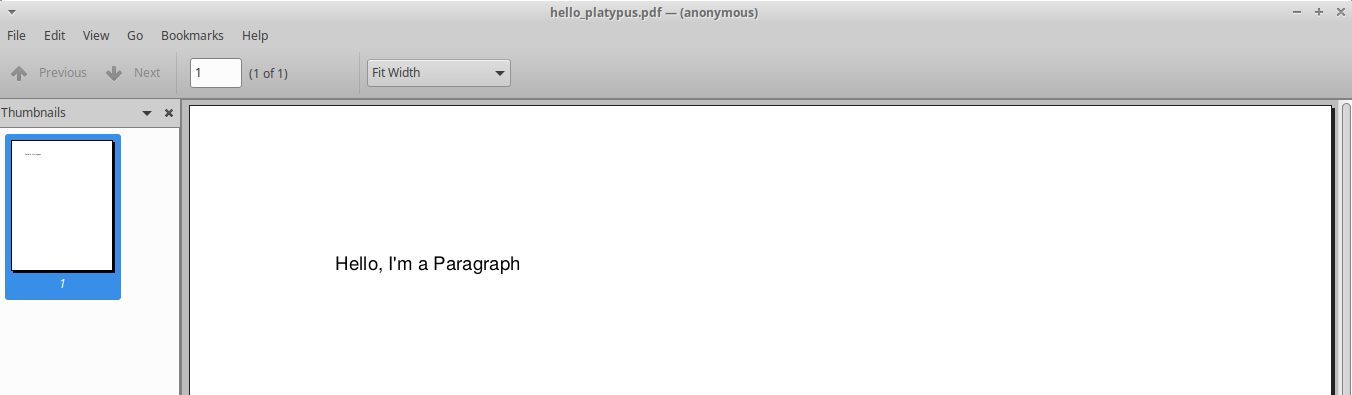 hello_platypus.pdf — (anonymous)
File Edit View Go Bookmarks Help
Previous Next 1 (1 of 1) Fit Width
Thumbnails
Hello, I'm a Paragraph
1